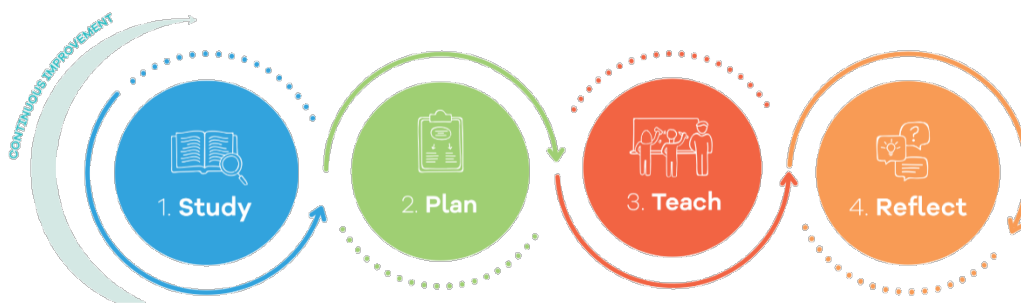 CONTINUOUS IMPROVEMENT
1. Study
2. Plan
3. Teach
4. Reflect